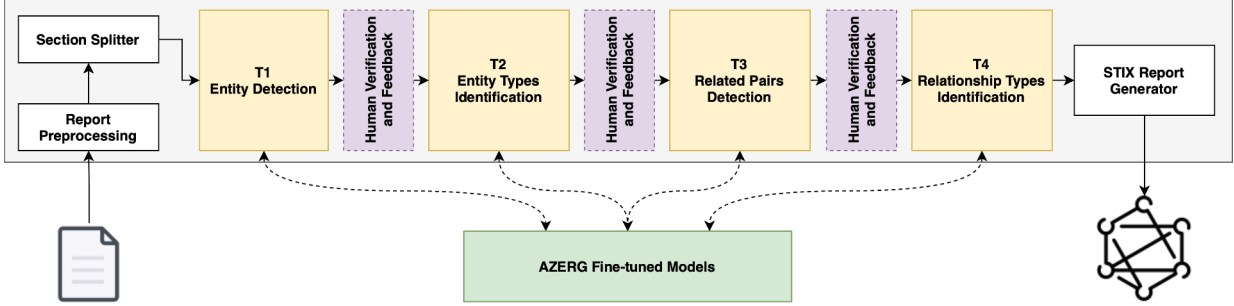 Section Splitter
Report
Preprocessing
T1
Entity Detection
Human Verification
and Feedback
T2
Entity Types
Identification
Human Verification
and Feedback
T3
Related Pairs
Detection
Human Verification
and Feedback
T4
Relationship Types
Identification
STIX Report
Generator
AZERG Fine-tuned Models